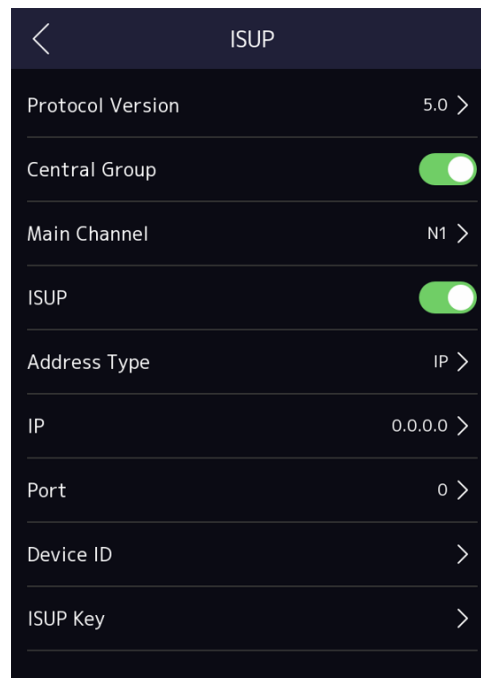 ISUP
Protocol Version 5.0
Central Group
Main Channel N1
ISUP
Address Type IP
IP 0.0.0.0
Port 0
Device ID
ISUP Key